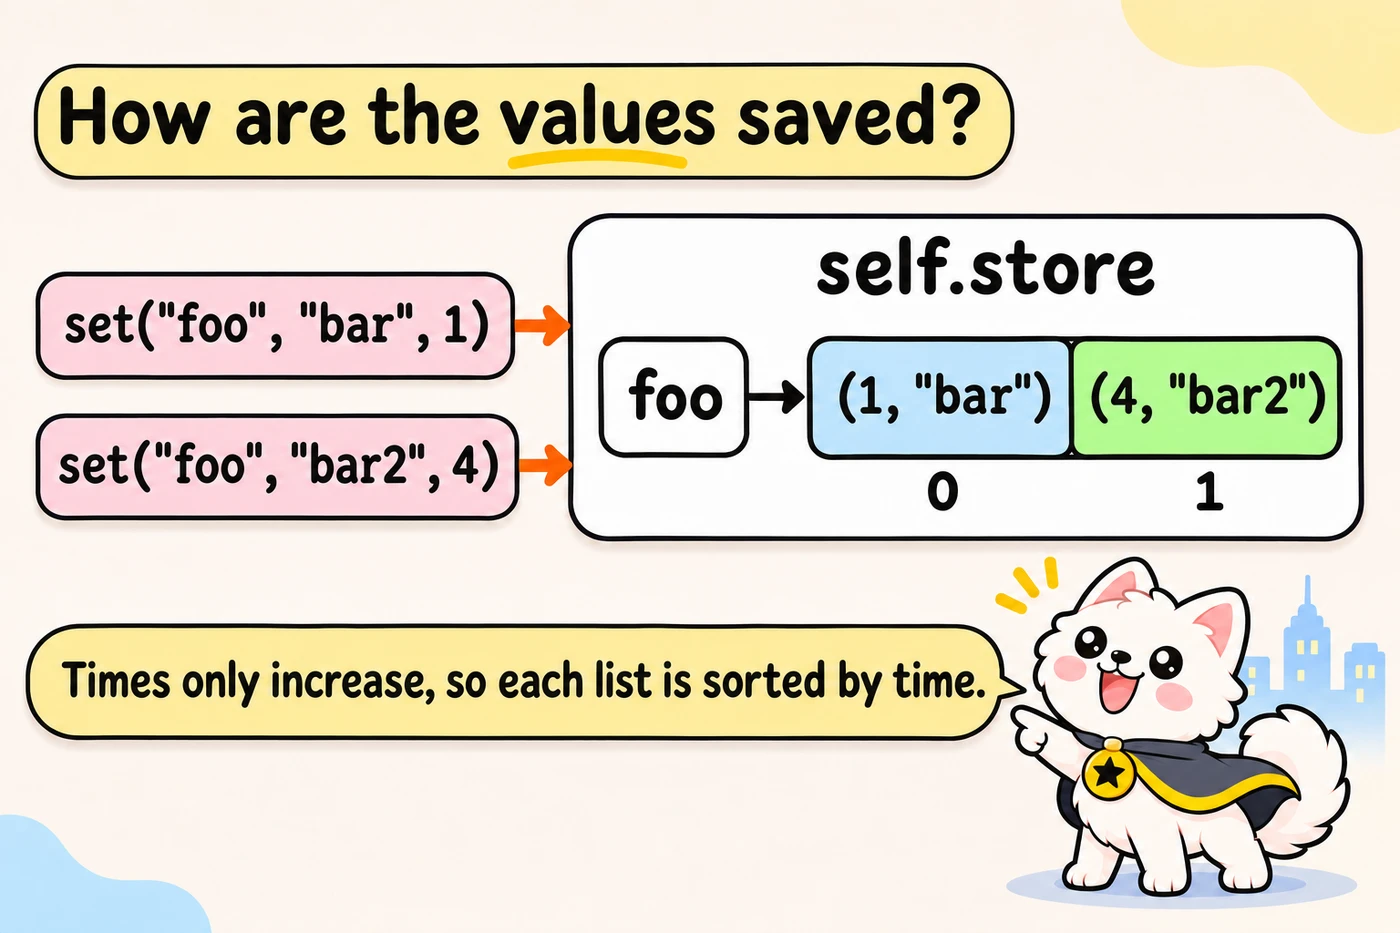 How are the values saved?
self.store
set("foo", "bar", 1)
set("foo", "bar2", 4)
foo
(1, "bar")
(4, "bar2")
0
1
Times only increase, so each list is sorted by time.